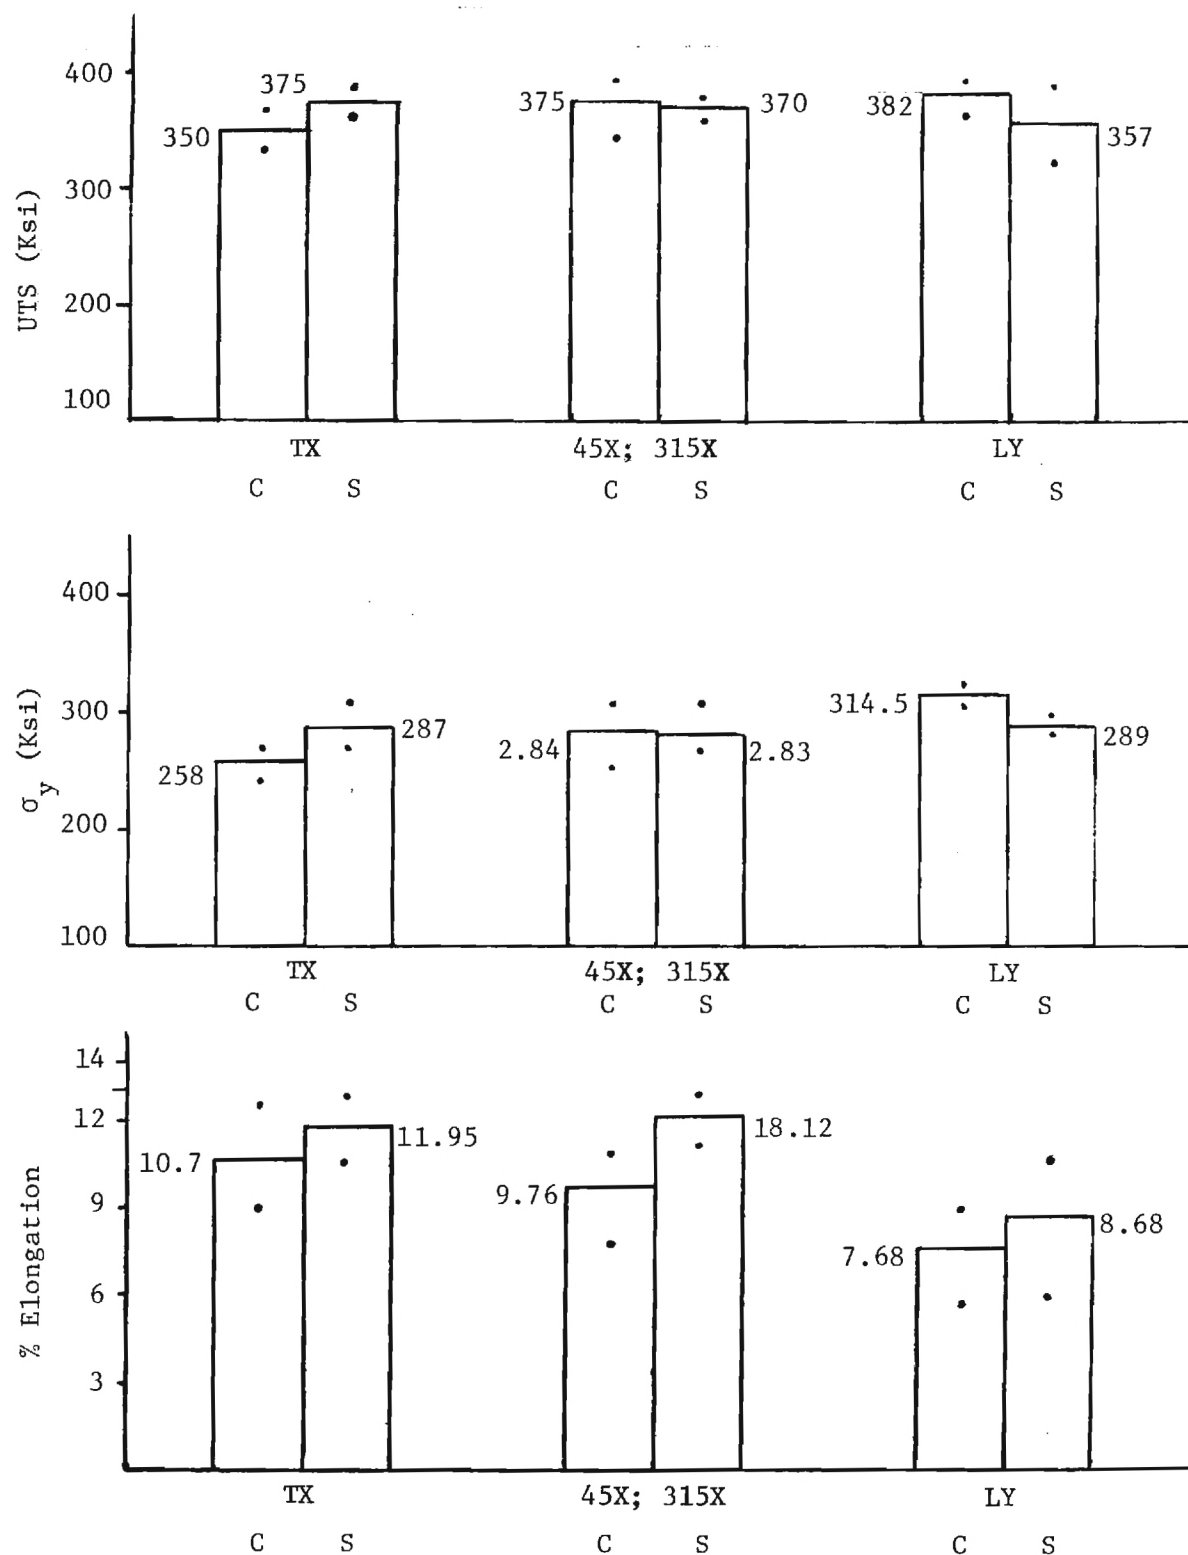 UTS (Ksi)
400
300
200
100
350
375
375
370
382
357
TX
45X; 315X
LY
C S
C S
C S
σy (Ksi)
400
300
200
100
258
287
2.84
2.83
314.5
289
TX
45X; 315X
LY
C S
C S
C S
% Elongation
14
12
9
6
3
10.7
11.95
9.76
18.12
7.68
8.68
TX
45X; 315X
LY
C S
C S
C S